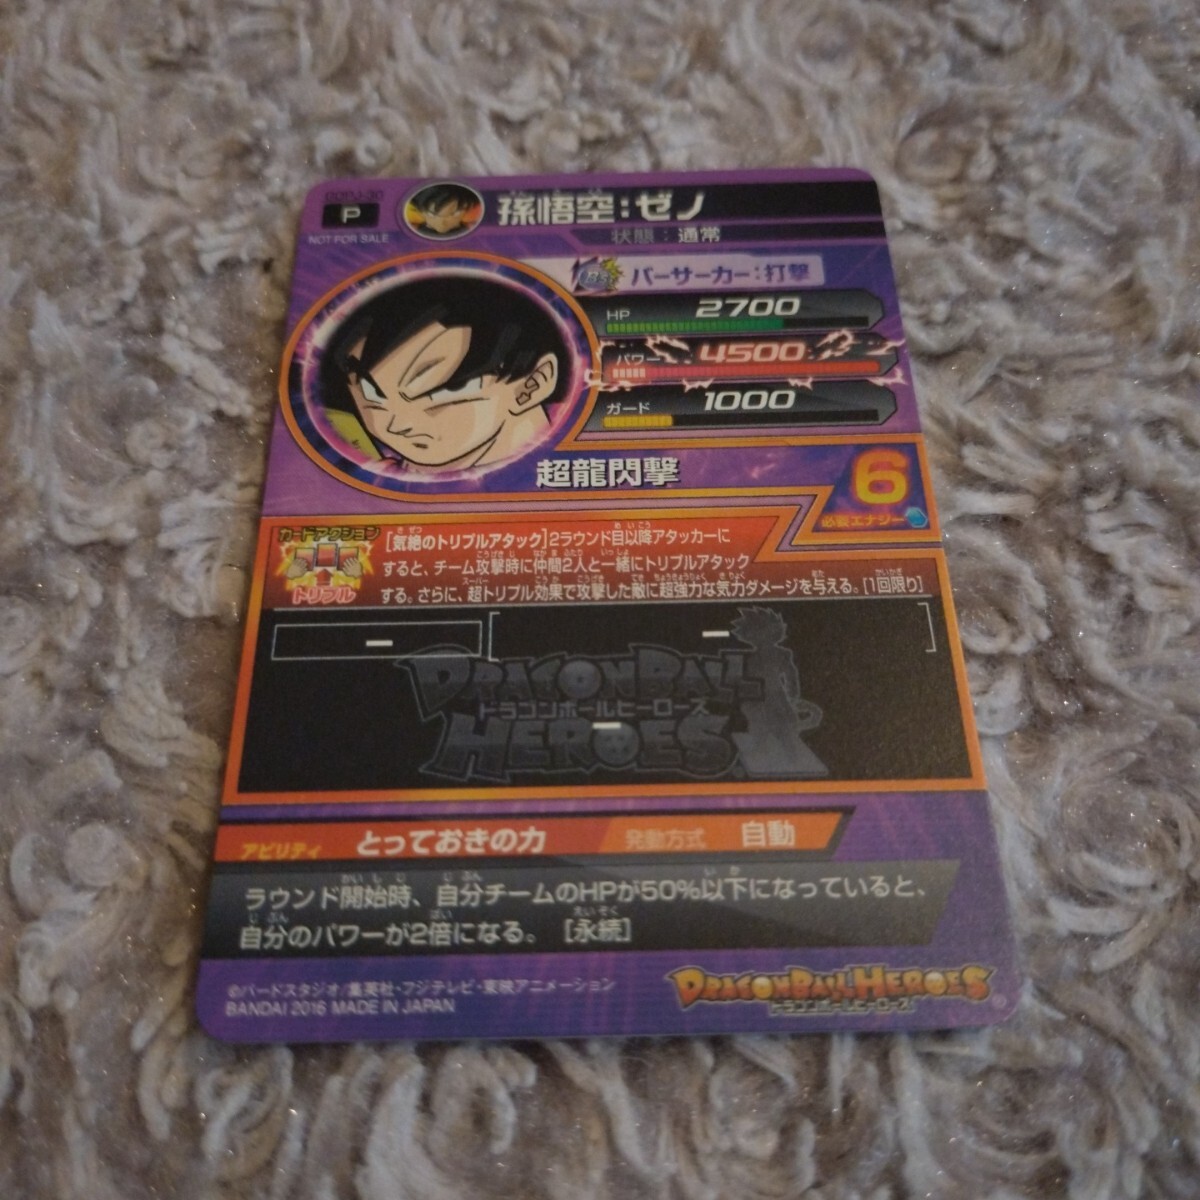 P
NOT FOR SALE
孫悟空：ゼノ
状態：通常
バーサーカー：打撃
HP 2700
パワー 4500
ガード 1000
超龍閃撃
6
必要エナジー
カードアクション
トリプル
[気絶のトリプルアタック]2ラウンド目以降アタッカーに
すると、チーム攻撃時に仲間2人と一緒にトリプルアタック
する。さらに、超トリプル効果で攻撃した敵に超強力な気力ダメージを与える。[1回限り]
DRAGON BALL
ドラゴンボールヒーローズ
HEROES
アビリティ とっておきの力 発動方式 自動
ラウンド開始時、自分チームのHPが50%以下になっていると、
自分のパワーが2倍になる。 [永続]
©バードスタジオ/集英社・フジテレビ・東映アニメーション
BANDAI 2016 MADE IN JAPAN
DRAGON BALL HEROES
ドラゴンボールヒーローズ